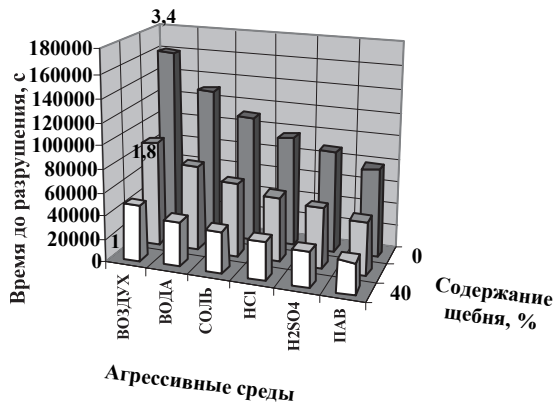 3,4
180000
160000
140000
120000
100000
80000
60000
40000
20000
0
Время до разрушения, с
1,8
1
ВОЗДУХ
ВОДА
СОЛЬ
HCl
H2SO4
ПАВ
0
40
Содержание
щебня, %
Агрессивные среды